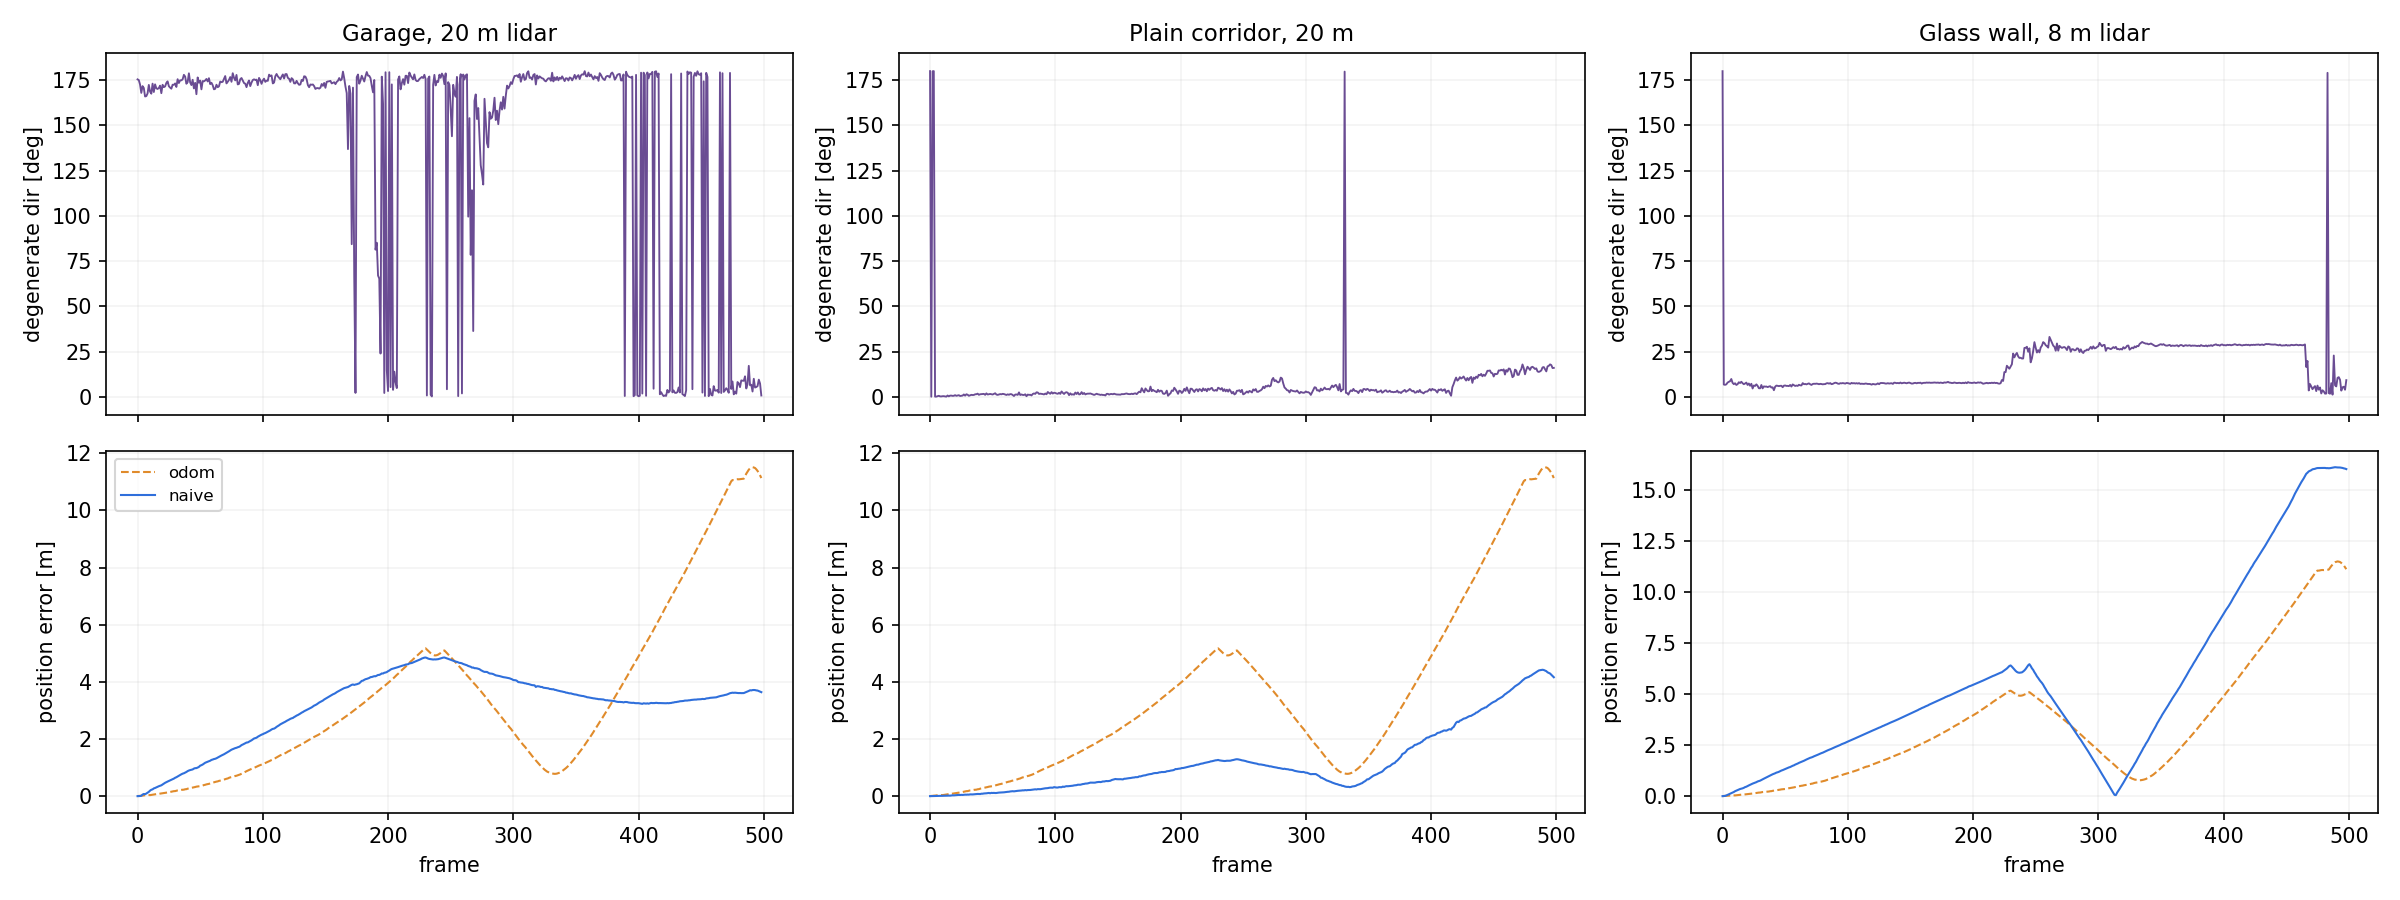 Garage, 20 m lidar
Plain corridor, 20 m
Glass wall, 8 m lidar
degenerate dir [deg]
175
150
125
100
75
50
25
0
degenerate dir [deg]
175
150
125
100
75
50
25
0
degenerate dir [deg]
175
150
125
100
75
50
25
0
position error [m]
12
10
8
6
4
2
0
odom
naive
0 100 200 300 400 500
frame
position error [m]
12
10
8
6
4
2
0
0 100 200 300 400 500
frame
position error [m]
15.0
12.5
10.0
7.5
5.0
2.5
0.0
0 100 200 300 400 500
frame